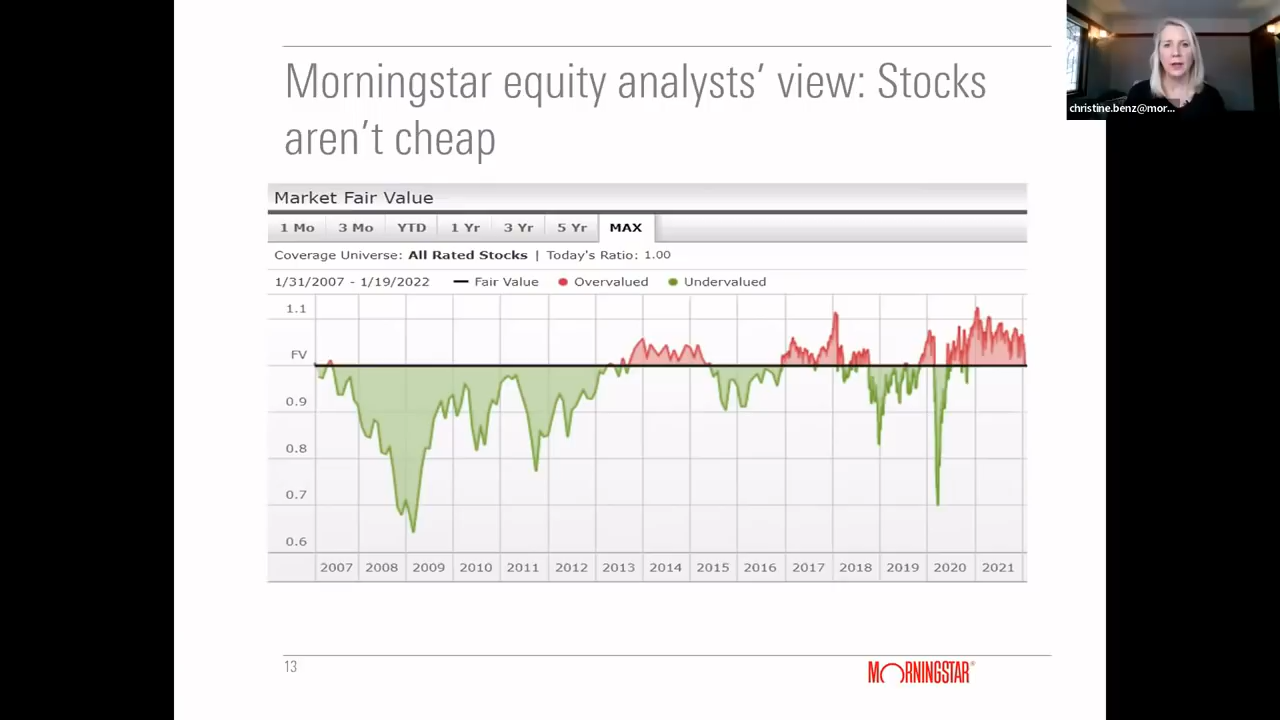 Morningstar equity analysts’ view: Stocks
aren’t cheap
christine.benz@mor...
Market Fair Value
1 Mo 3 Mo YTD 1 Yr 3 Yr 5 Yr MAX
Coverage Universe: All Rated Stocks | Today's Ratio: 1.00
1/31/2007 - 1/19/2022 Fair Value Overvalued Undervalued
1.1
FV
0.9
0.8
0.7
0.6
2007 2008 2009 2010 2011 2012 2013 2014 2015 2016 2017 2018 2019 2020 2021
13
MORNINGSTAR®